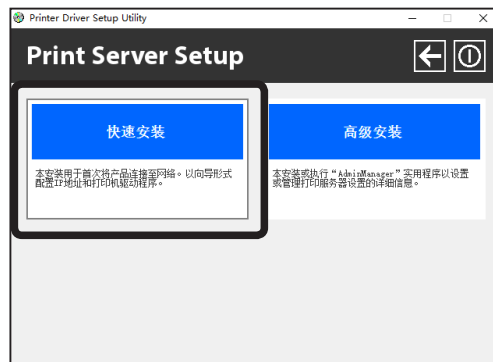 Printer Driver Setup Utility
Print Server Setup
快速安装
本安装用于首次将产品连接至网络。以向导形式
配置IP地址和打印机驱动程序。
高级安装
本安装或执行“AdminManager”实用程序以设置
或管理打印服务器设置的详细信息。